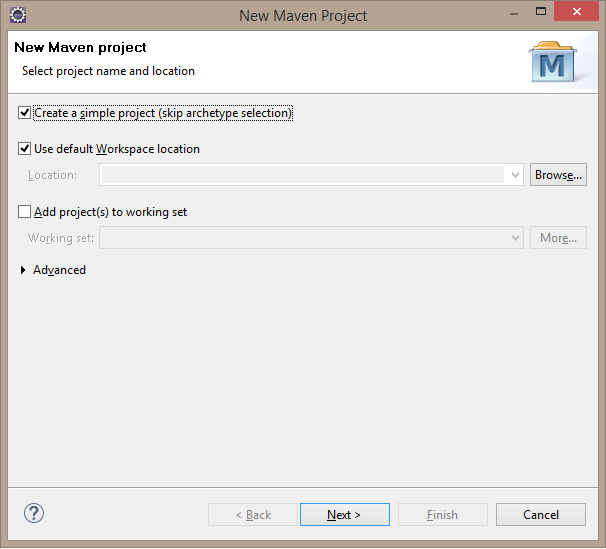 New Maven Project
New Maven project
Select project name and location
M
Create a simple project (skip archetype selection)
Use default Workspace location
Location:
Browse...
Add project(s) to working set
Working set:
More...
Advanced
?
< Back
Next >
Finish
Cancel